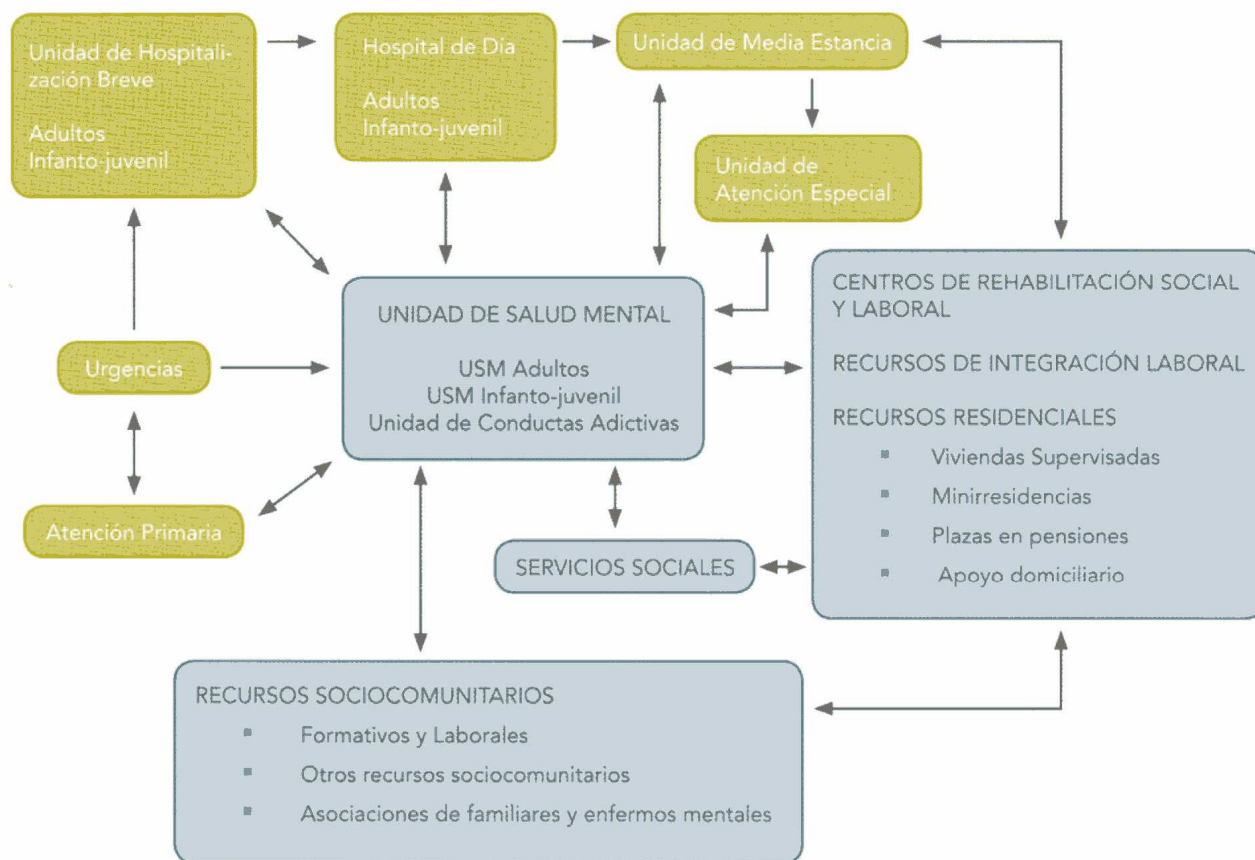 Unidad de Hospitali-
zación Breve
Adultos
Infanto-juvenil
Hospital de Día
Adultos
Infanto-juvenil
Unidad de Media Estancia
Unidad de
Atención Especial
UNIDAD DE SALUD MENTAL
USM Adultos
USM Infanto-juvenil
Unidad de Conductas Adictivas
Urgencias
Atención Primaria
CENTROS DE REHABILITACIÓN SOCIAL
Y LABORAL
RECURSOS DE INTEGRACIÓN LABORAL
RECURSOS RESIDENCIALES
▪ Viviendas Supervisadas
▪ Minirresidencias
▪ Plazas en pensiones
▪ Apoyo domiciliario
SERVICIOS SOCIALES
RECURSOS SOCIOCOMUNITARIOS
▪ Formativos y Laborales
▪ Otros recursos sociocomunitarios
▪ Asociaciones de familiares y enfermos mentales